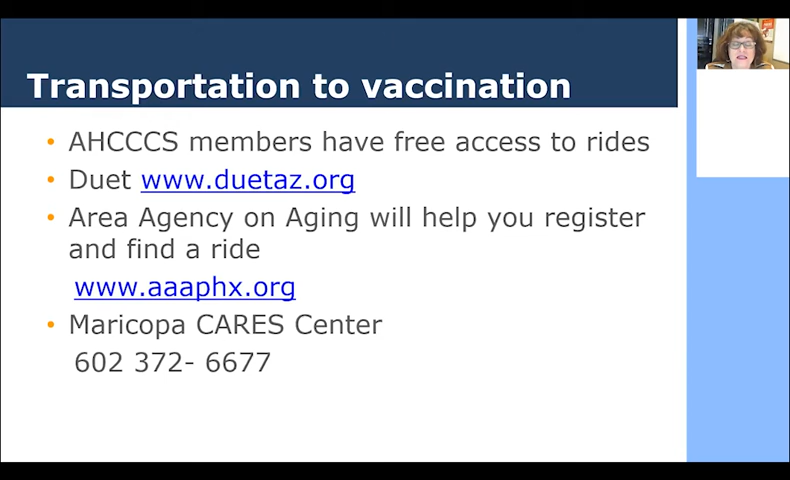 Transportation to vaccination
• AHCCCS members have free access to rides
• Duet www.duetaz.org
• Area Agency on Aging will help you register
and find a ride
www.aaaphx.org
• Maricopa CARES Center
602 372- 6677